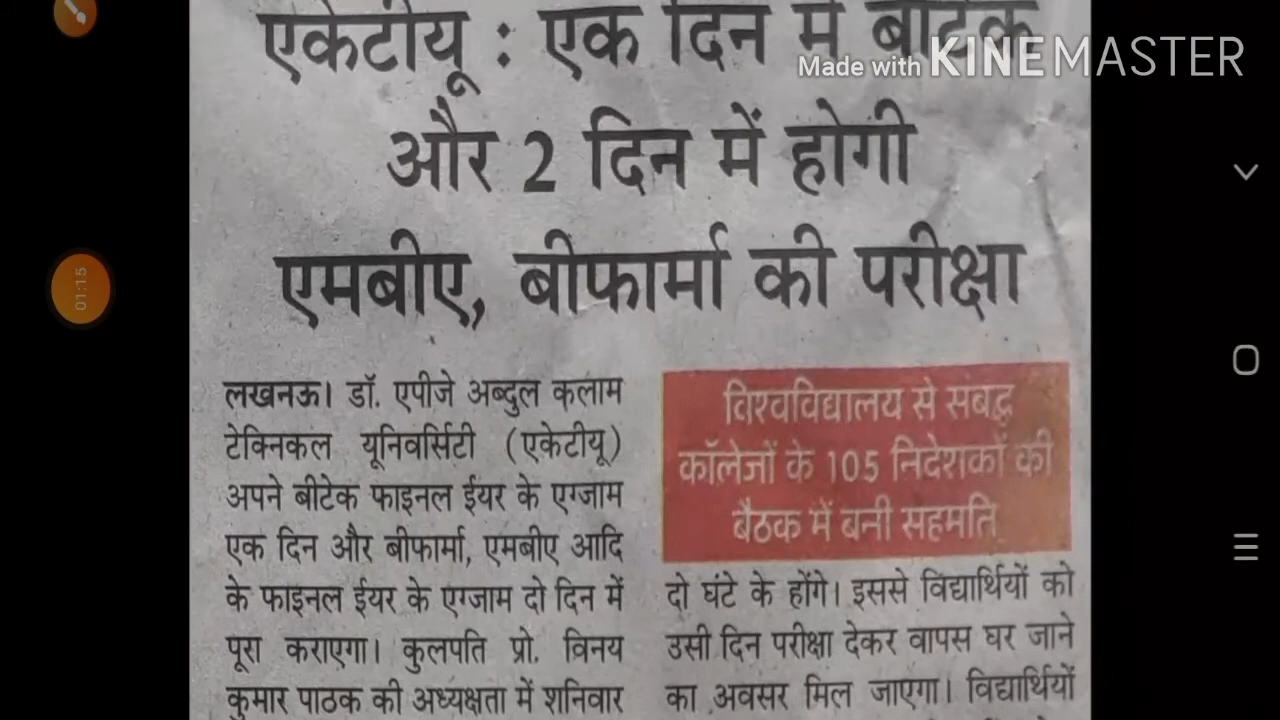 एकेटीयू : एक दिन में बीटेक
Made with KINEMASTER
और 2 दिन में होगी
एमबीए, बीफार्मा की परीक्षा
01:15
लखनऊ। डॉ. एपीजे अब्दुल कलाम
टेक्निकल यूनिवर्सिटी (एकेटीयू)
अपने बीटेक फाइनल ईयर के एग्जाम
एक दिन और बीफार्मा, एमबीए आदि
के फाइनल ईयर के एग्जाम दो दिन में
पूरा कराएगा। कुलपति प्रो. विनय
कुमार पाठक की अध्यक्षता में शनिवार
विश्वविद्यालय से संबद्ध
कॉलेजों के 105 निदेशकों की
बैठक में बनी सहमति
दो घंटे के होंगे। इससे विद्यार्थियों को
उसी दिन परीक्षा देकर वापस घर जाने
का अवसर मिल जाएगा। विद्यार्थियों